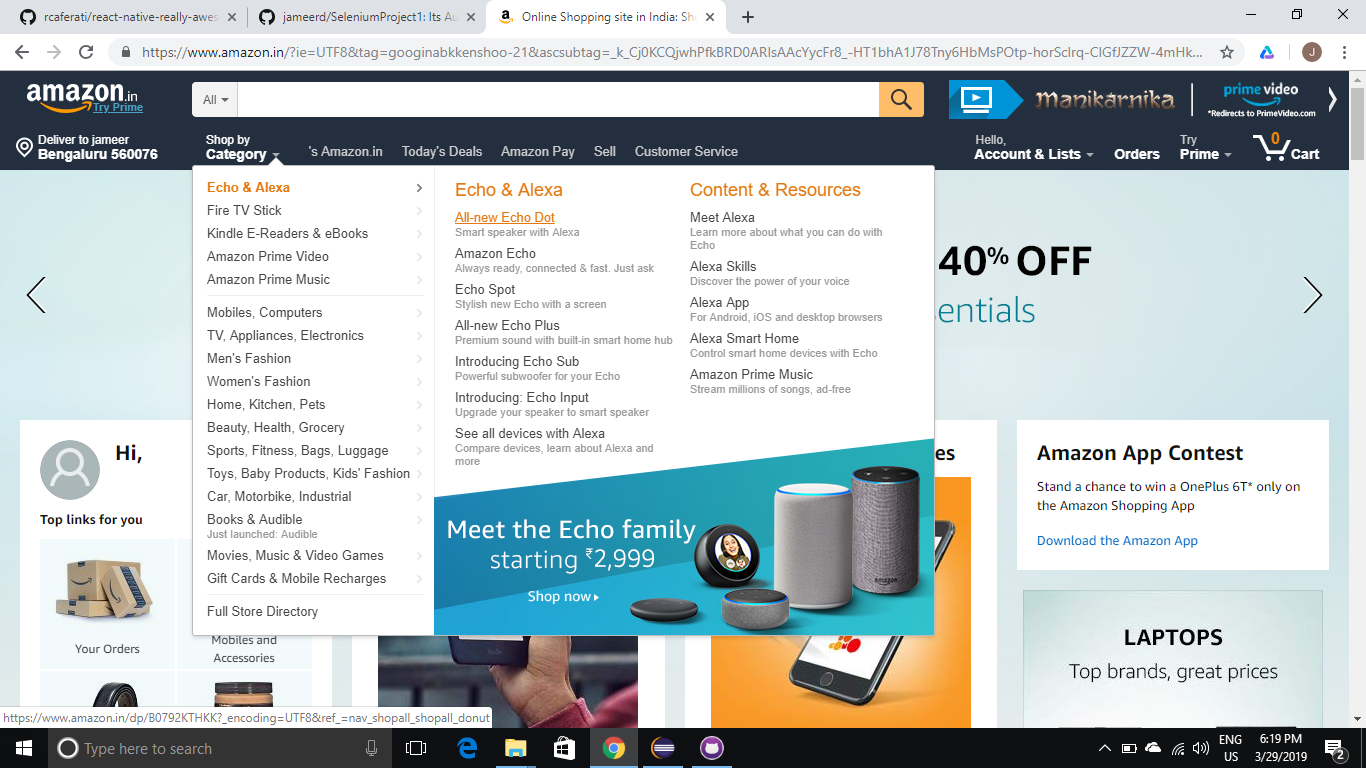 rcaferati/react-native-really-awes
jameerd/SeleniumProject1: Its Au
Online Shopping site in India: Sh
https://www.amazon.in/?ie=UTF8&tag=googinabkkenshoo-21&ascsubtag=_k_Cj0KCQjwhPfkBRD0ARIsAAcYycFr8_-HT1bhA1J78Tny6HbMsPOtp-horSclrq-ClGfJZZW-4mHk...
J
amazon.in
Try Prime
All
Manikarnika
prime video
*Redirects to PrimeVideo.com
Deliver to jameer
Bengaluru 560076
Shop by
Category
's Amazon.in
Today's Deals
Amazon Pay
Sell
Customer Service
Hello,
Account & Lists
Orders
Try
Prime
0
Cart
Echo & Alexa
Fire TV Stick
Kindle E-Readers & eBooks
Amazon Prime Video
Amazon Prime Music
Mobiles, Computers
TV, Appliances, Electronics
Men's Fashion
Women's Fashion
Home, Kitchen, Pets
Beauty, Health, Grocery
Sports, Fitness, Bags, Luggage
Toys, Baby Products, Kids' Fashion
Car, Motorbike, Industrial
Books & Audible
Just launched: Audible
Movies, Music & Video Games
Gift Cards & Mobile Recharges
Full Store Directory
Echo & Alexa
All-new Echo Dot
Smart speaker with Alexa
Amazon Echo
Always ready, connected & fast. Just ask
Echo Spot
Stylish new Echo with a screen
All-new Echo Plus
Premium sound with built-in smart home hub
Introducing Echo Sub
Powerful subwoofer for your Echo
Introducing: Echo Input
Upgrade your speaker to smart speaker
See all devices with Alexa
Compare devices, learn about Alexa and
more
Content & Resources
Meet Alexa
Learn more about what you can do with
Echo
Alexa Skills
Discover the power of your voice
Alexa App
For Android, iOS and desktop browsers
Alexa Smart Home
Control smart home devices with Echo
Amazon Prime Music
Stream millions of songs, ad-free
Meet the Echo family
starting ₹2,999
Shop now
amazon
40% OFF
entials
Hi,
Top links for you
Your Orders
Mobiles and
Accessories
es
Amazon App Contest
Stand a chance to win a OnePlus 6T* only on
the Amazon Shopping App
Download the Amazon App
LAPTOPS
Top brands, great prices
https://www.amazon.in/dp/B0792KTHKK?_encoding=UTF8&ref_=nav_shopall_shopall_donut
Type here to search
ENG
US
6:19 PM
3/29/2019
2